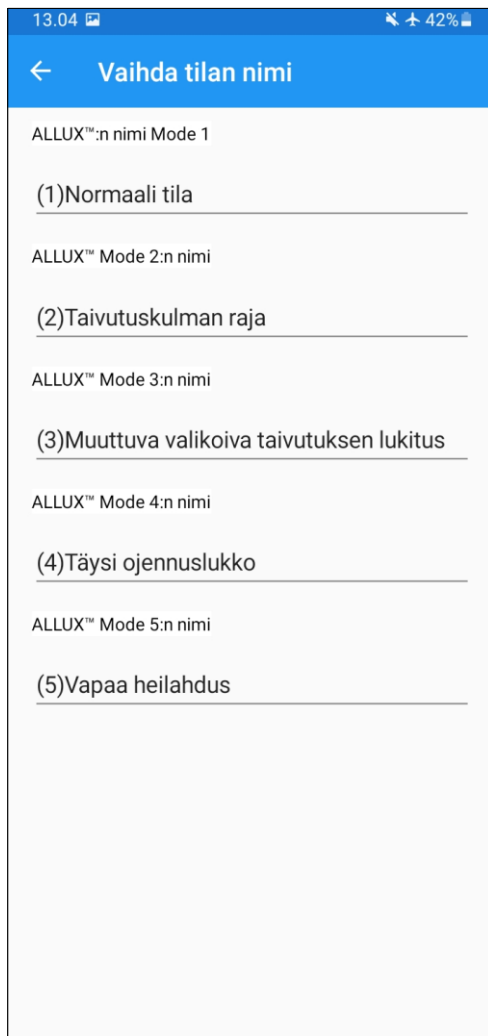 13.04 42%
Vaihda tilan nimi
ALLUX™:n nimi Mode 1
(1)Normaali tila
ALLUX™ Mode 2:n nimi
(2)Taivutuskulman raja
ALLUX™ Mode 3:n nimi
(3)Muuttuva valikoiva taivutuksen lukitus
ALLUX™ Mode 4:n nimi
(4)Täysi ojennuslukko
ALLUX™ Mode 5:n nimi
(5)Vapaa heilahdus